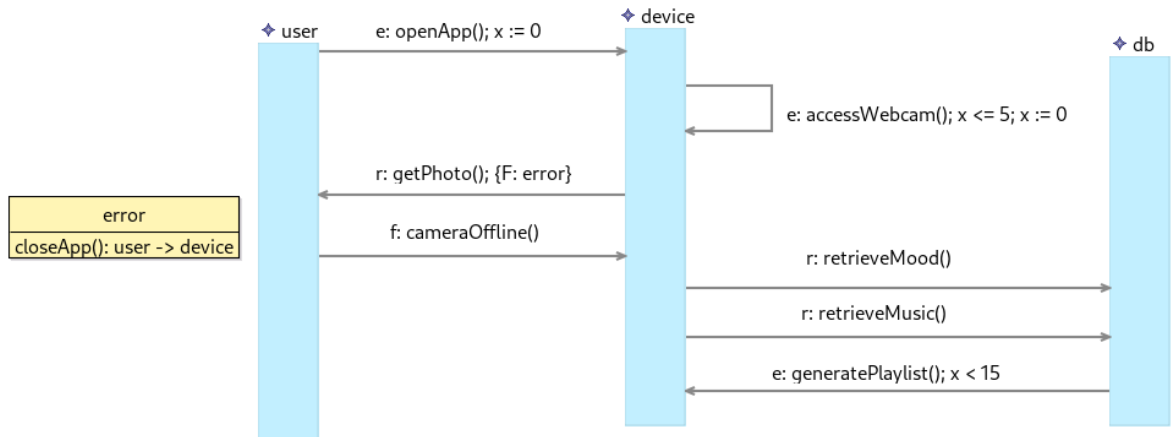 user
device
db
e: openApp(); x := 0
e: accessWebcam(); x <= 5; x := 0
r: getPhoto(); {F: error}
error
closeApp(): user -> device
f: cameraOffline()
r: retrieveMood()
r: retrieveMusic()
e: generatePlaylist(); x < 15